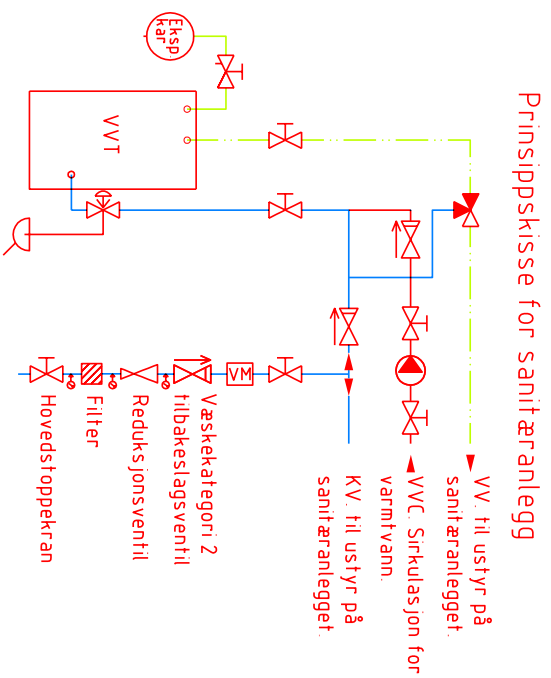 Prinsippskisse for sanitæranlegg
Eksp.
kar.
VVT
VV. til ustyr på
sanitæranlegget.
VVC. Sirkulasjon for
varmtvann.
KV. til ustyr på
sanitæranlegget.
VM
Væskekategori 2
tilbakeslagsventil
Reduksjonsventil
Filter
Hovedstoppekran